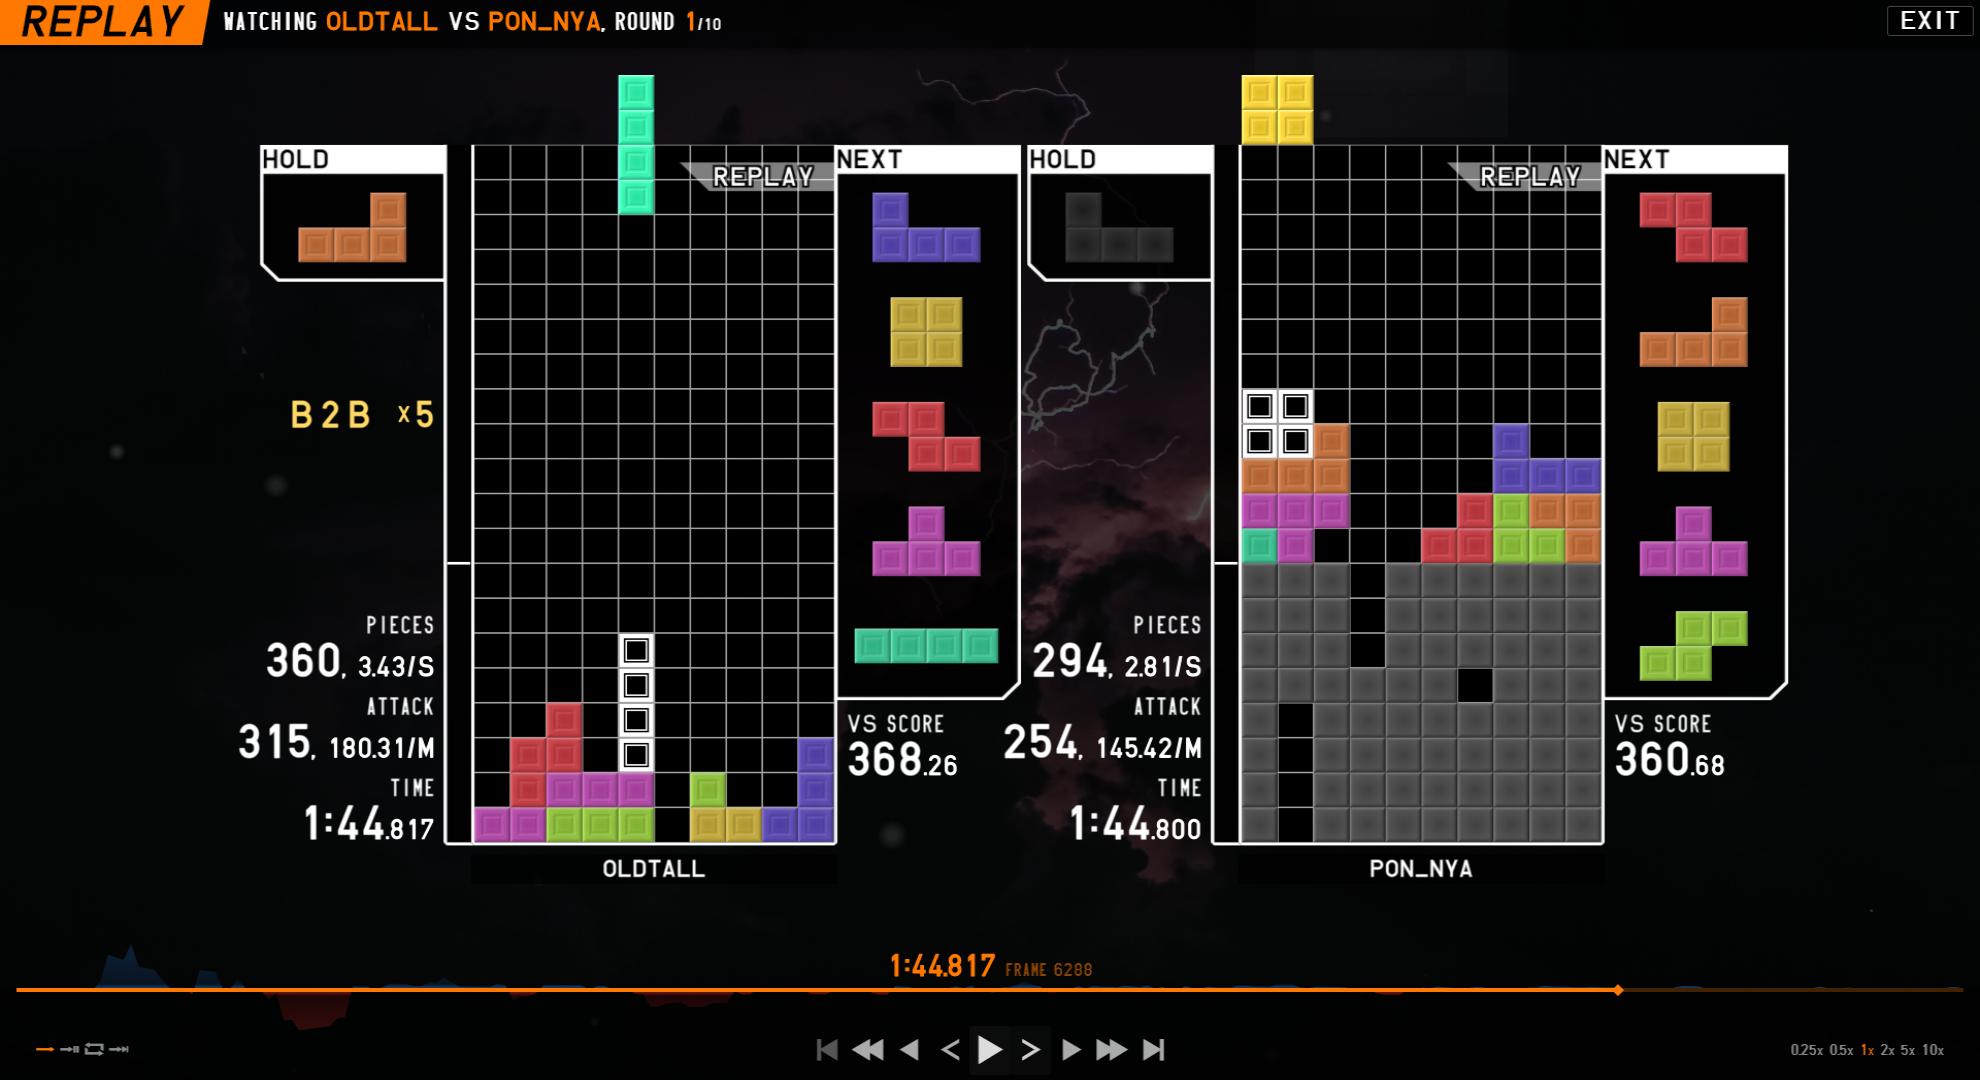 REPLAY
WATCHING OLDTALL VS PON_NYA, ROUND 1/10
EXIT
HOLD
REPLAY
NEXT
B2B ×5
PIECES
360, 3.43/S
ATTACK
315, 180.31/M
TIME
1:44.817
VS SCORE
368.26
OLDTALL
HOLD
REPLAY
NEXT
PIECES
294, 2.81/S
ATTACK
254, 145.42/M
TIME
1:44.800
VS SCORE
360.68
PON_NYA
1:44.817 FRAME 6288
0.25x 0.5x 1x 2x 5x 10x